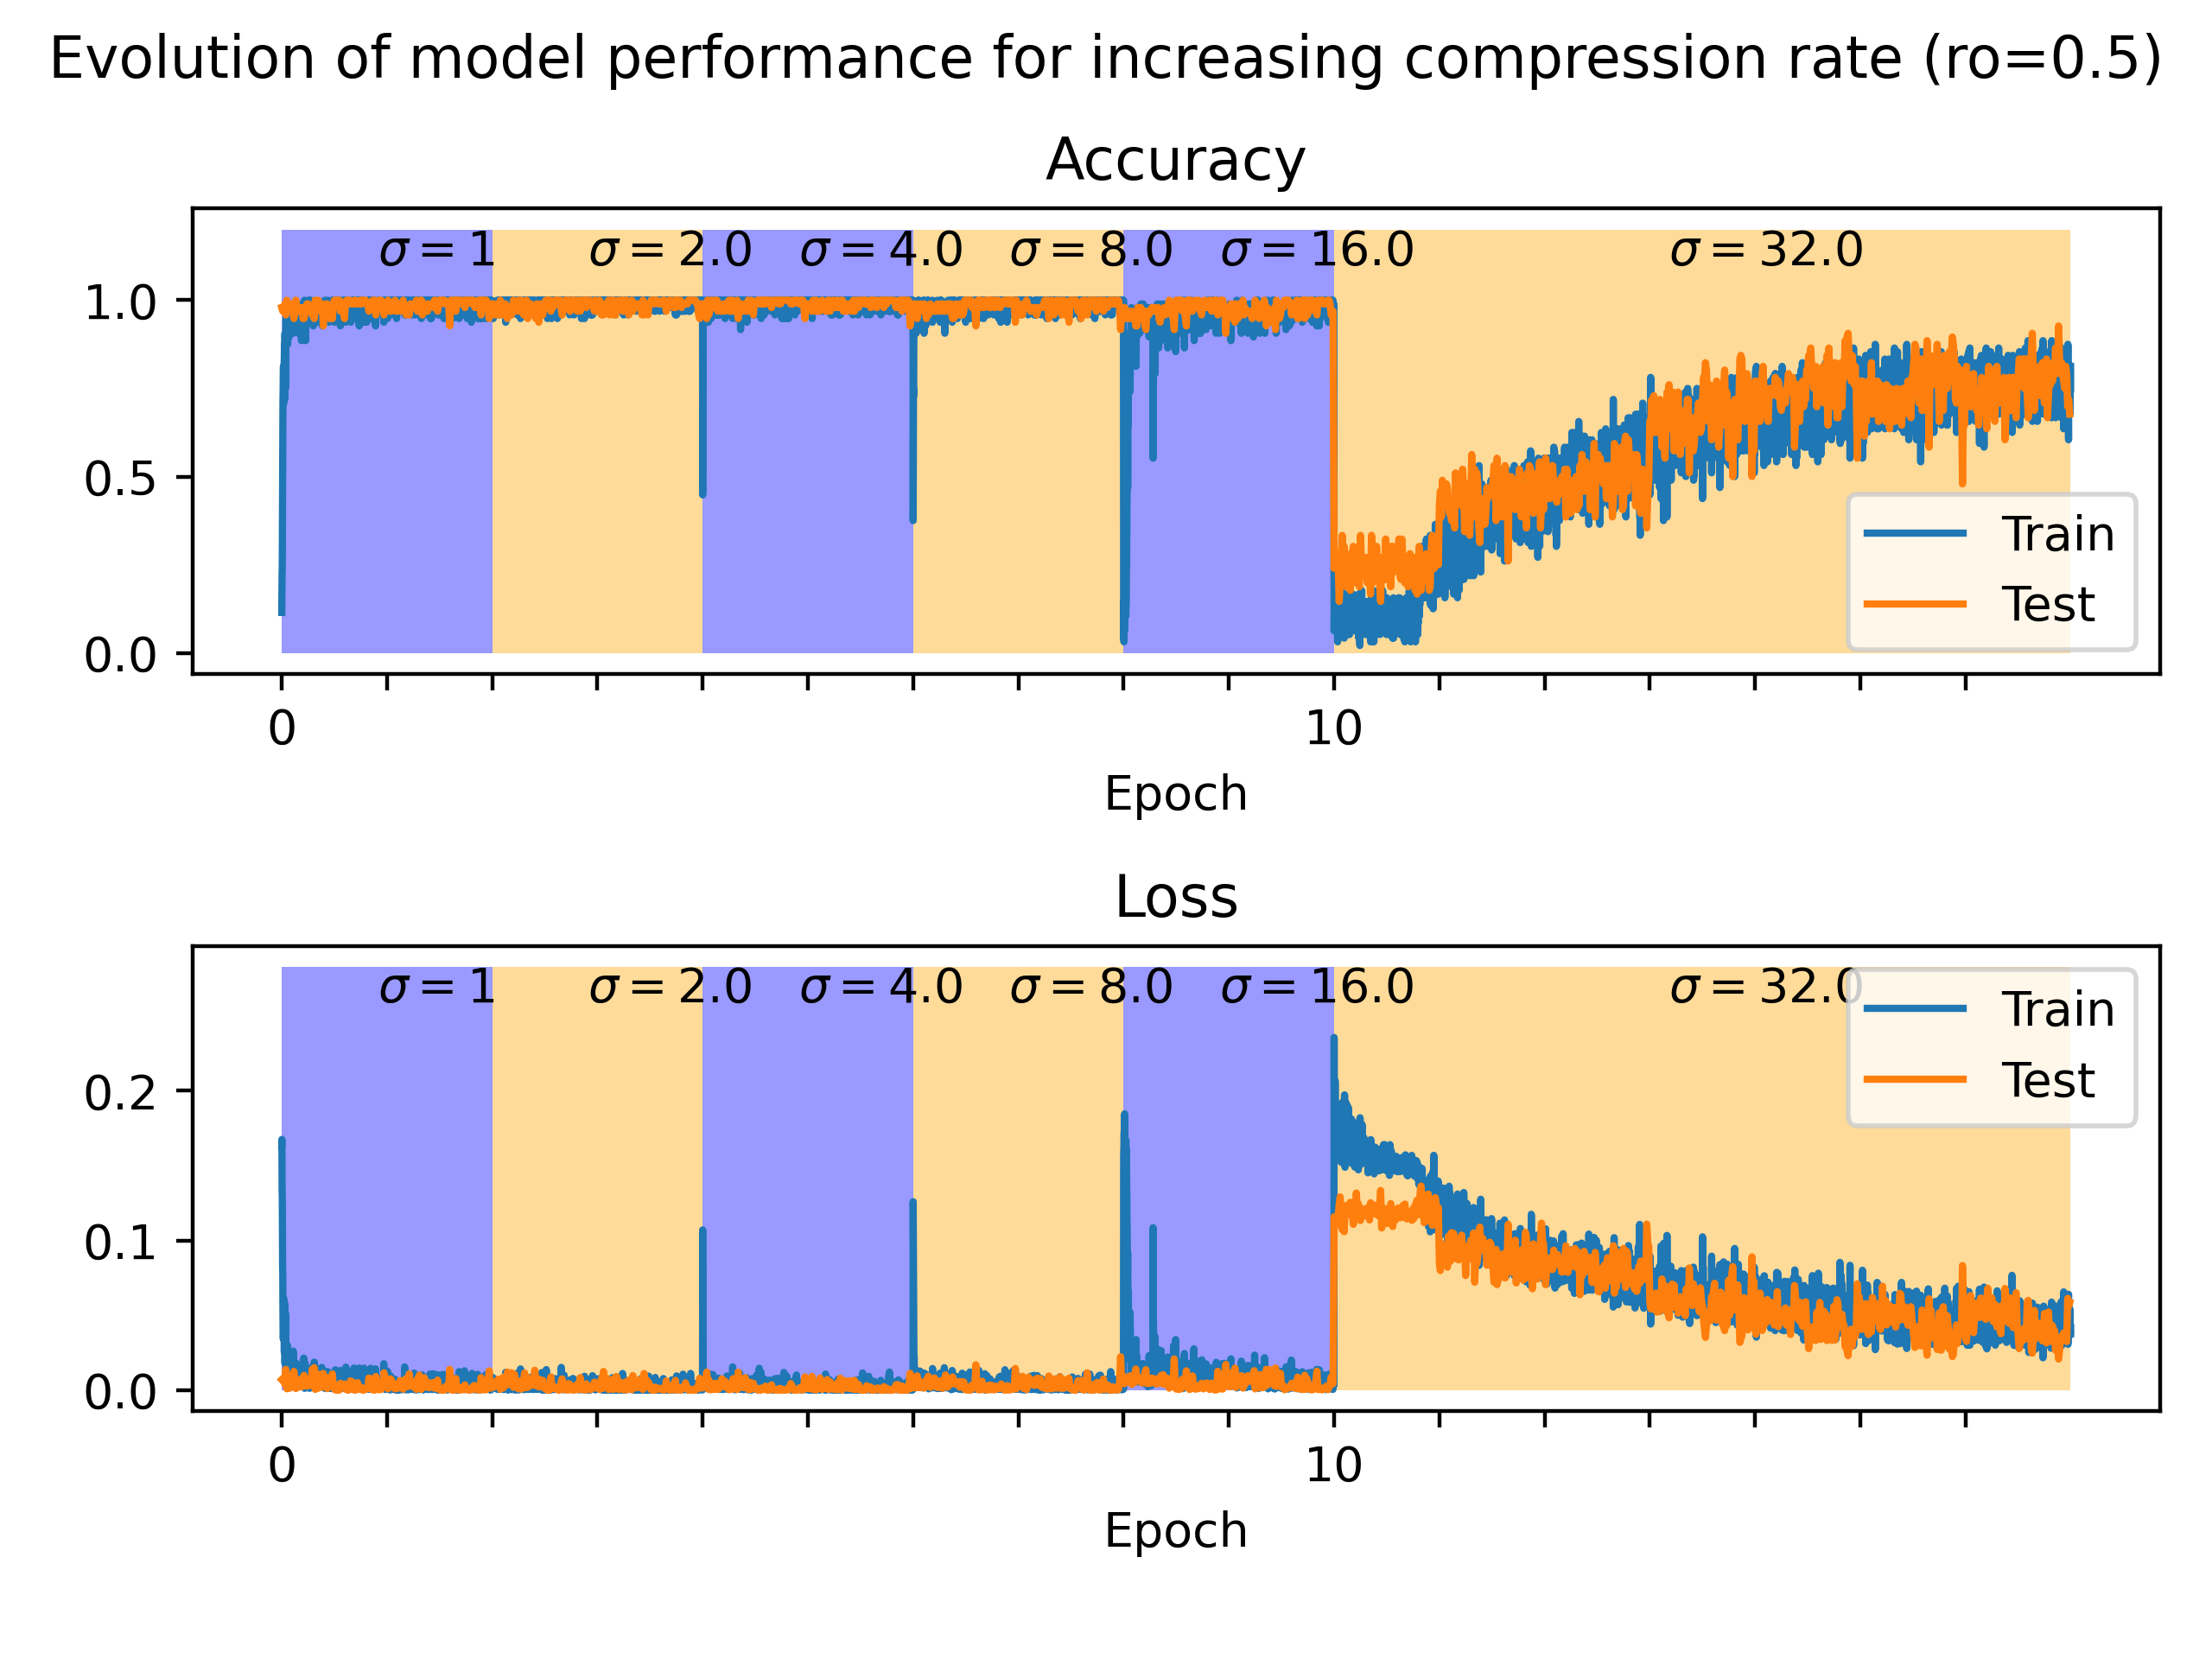 Evolution of model performance for increasing compression rate (ro=0.5)
Accuracy
σ = 1 σ = 2.0 σ = 4.0 σ = 8.0 σ = 16.0 σ = 32.0
1.0
0.5
0.0
Train
Test
0 10
Epoch
Loss
σ = 1 σ = 2.0 σ = 4.0 σ = 8.0 σ = 16.0 σ = 32.0
Train
Test
0.2
0.1
0.0
0 10
Epoch